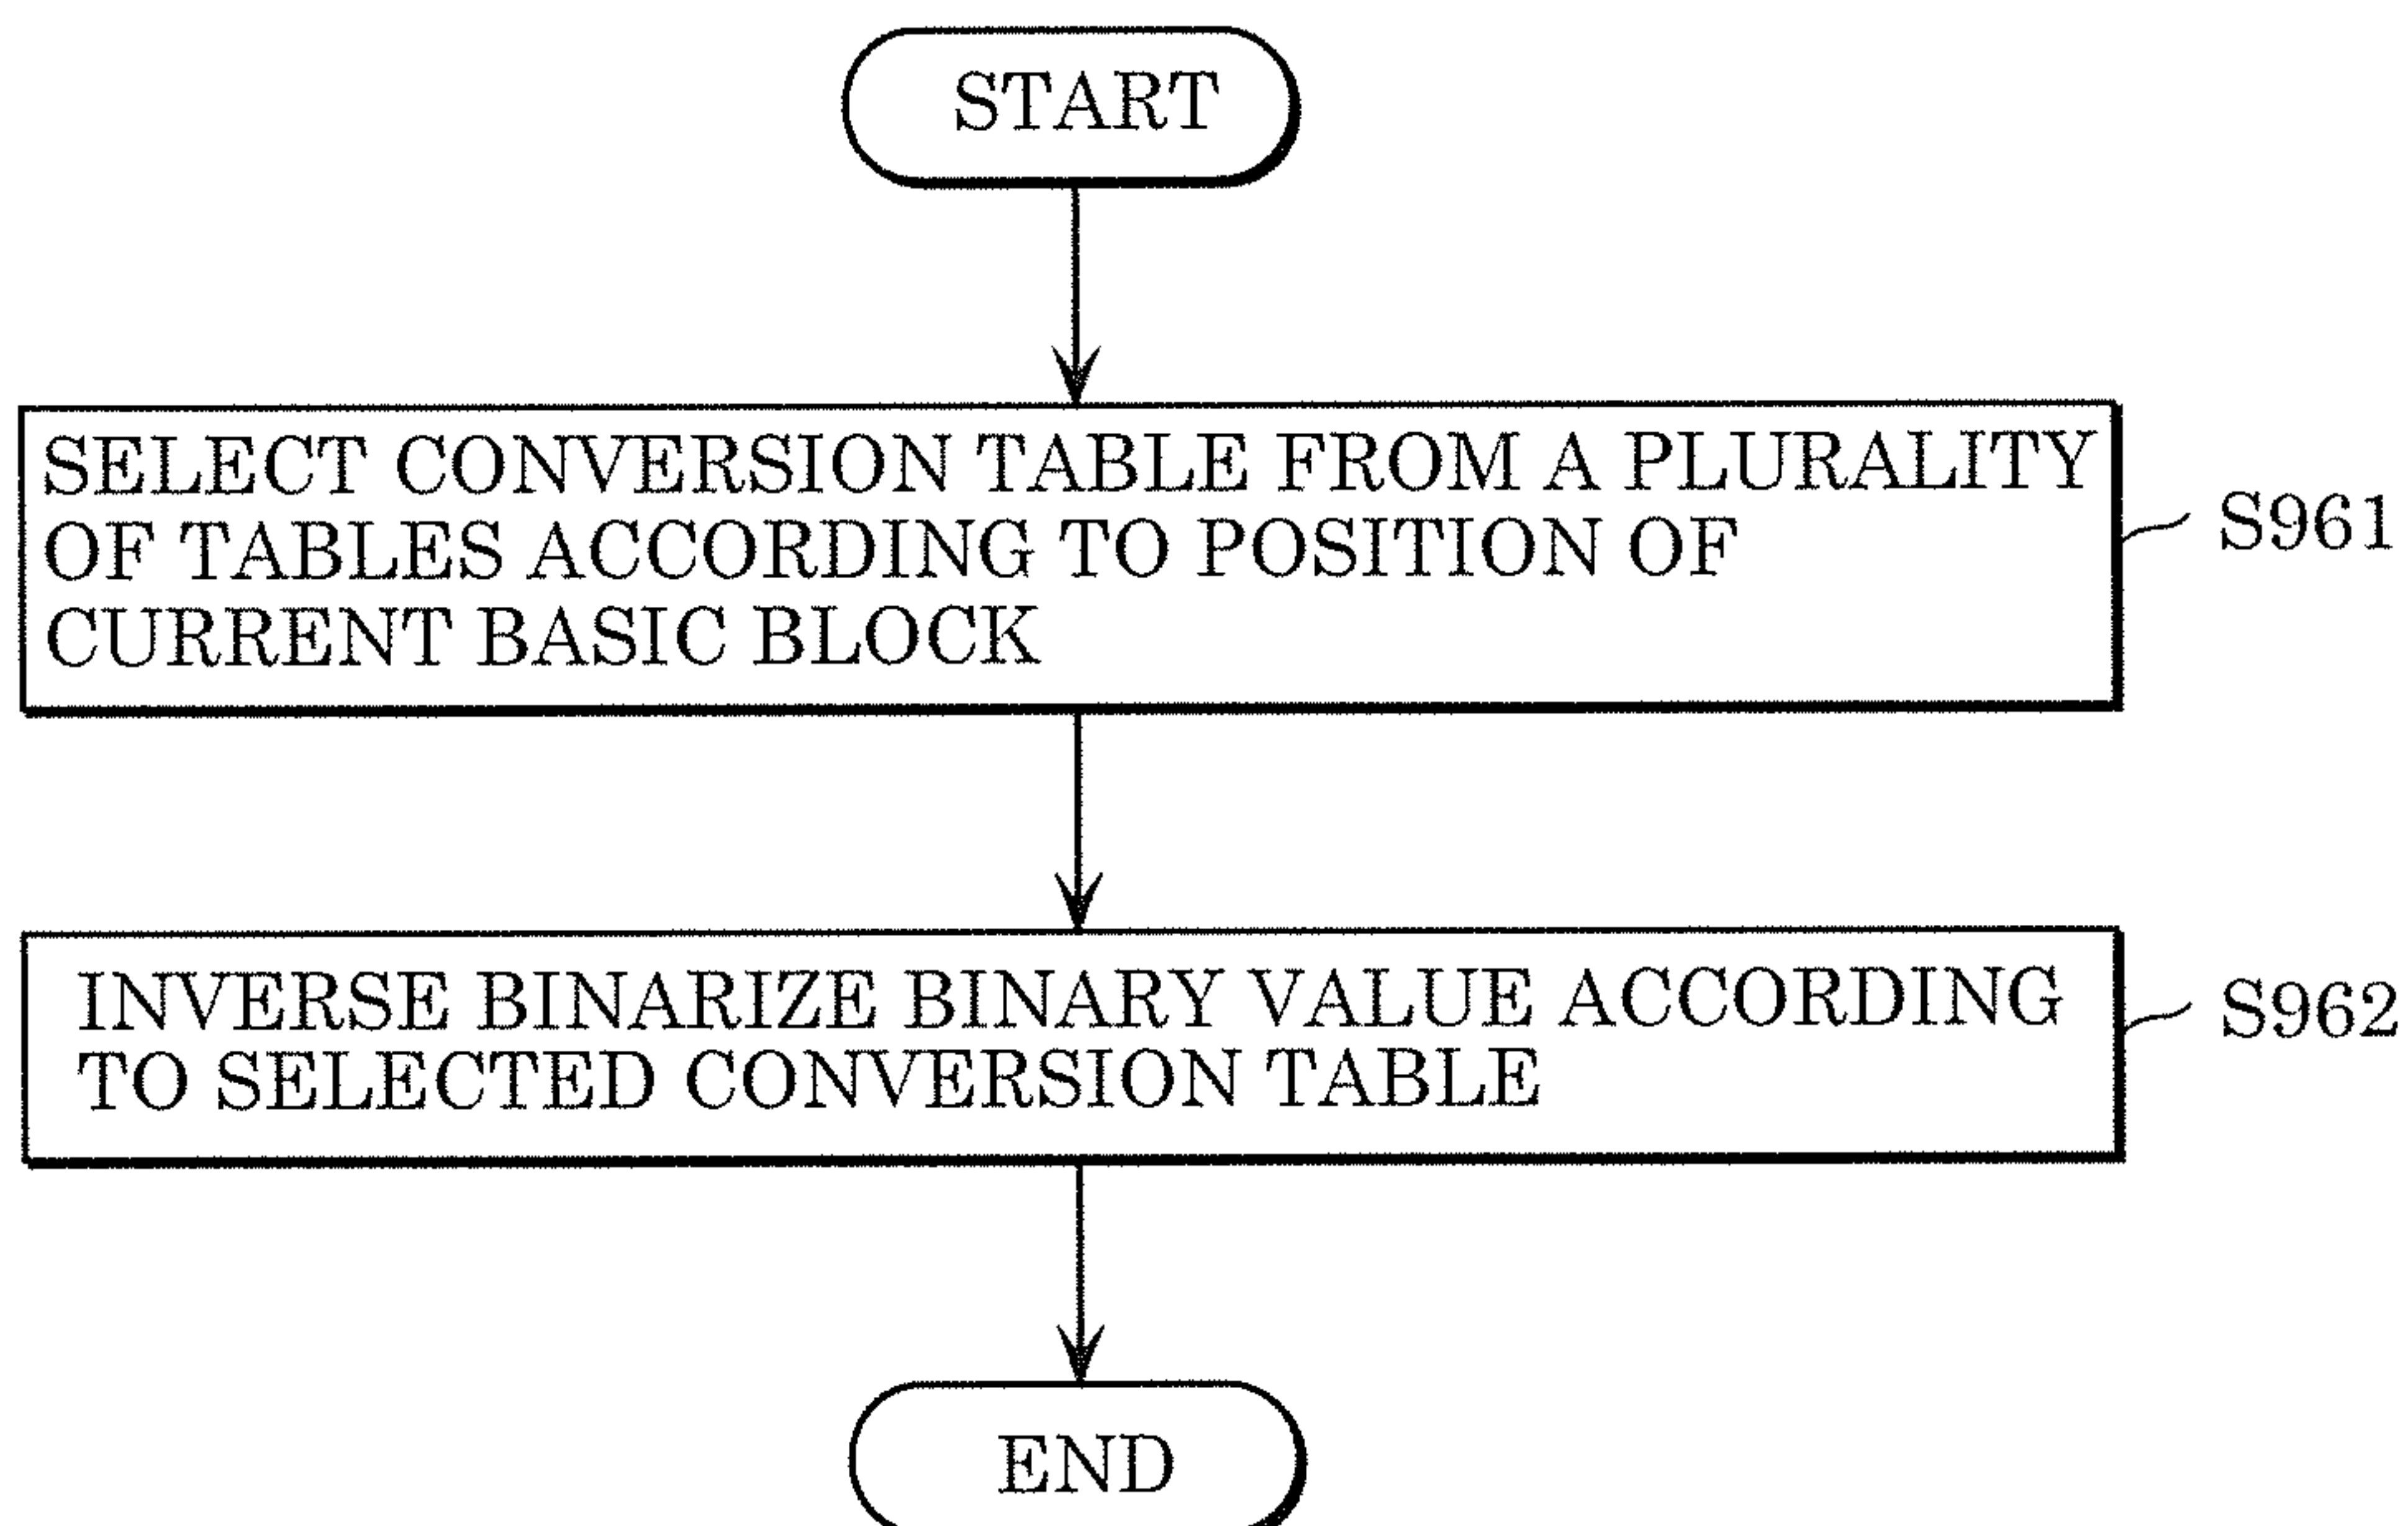 START
SELECT CONVERSION TABLE FROM A PLURALITY
OF TABLES ACCORDING TO POSITION OF
CURRENT BASIC BLOCK
S961
INVERSE BINARIZE BINARY VALUE ACCORDING
TO SELECTED CONVERSION TABLE
S962
END